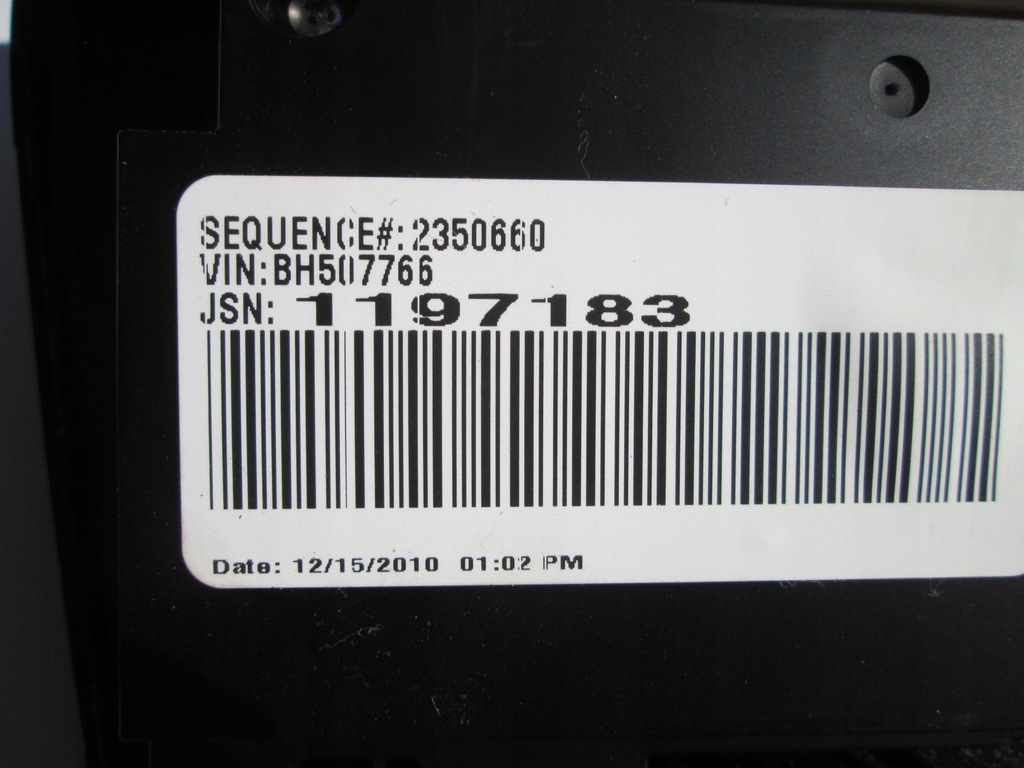 SEQUENCE#:2350660
VIN:BH507766
JSN: 1197183
Date: 12/15/2010 01:02 PM